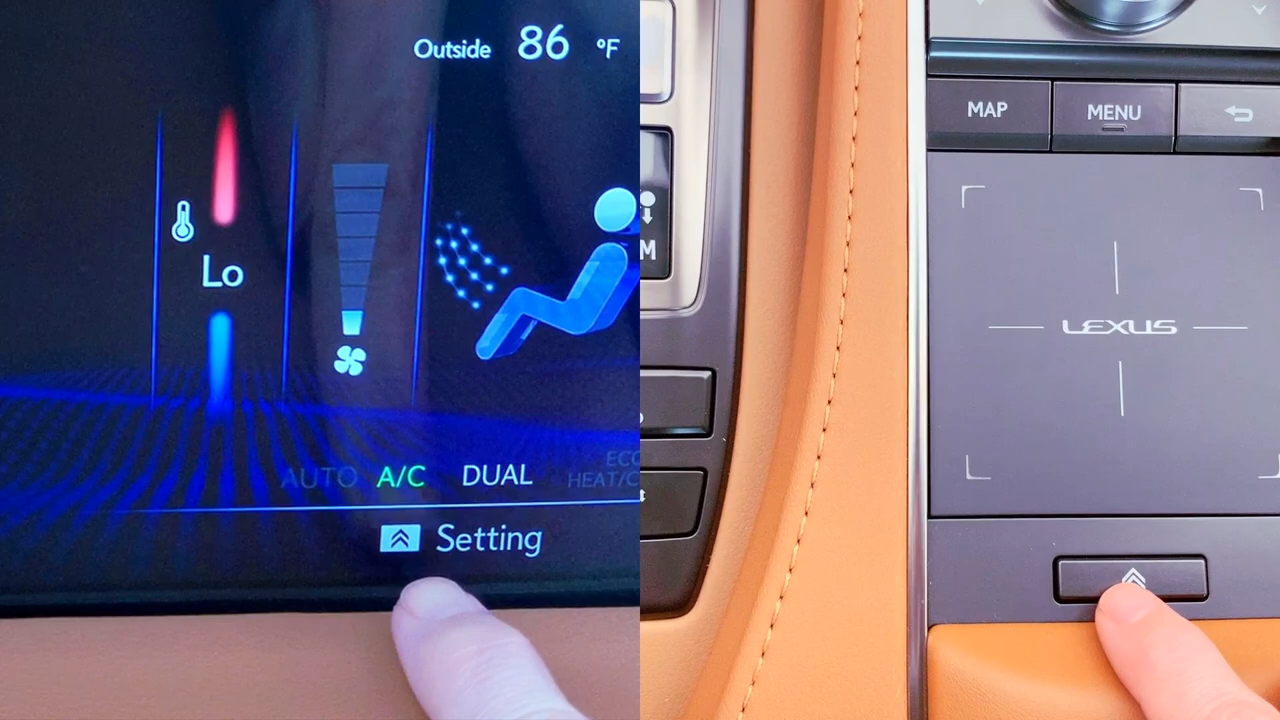 Outside 86 °F
Lo
AUTO A/C DUAL ECO
HEAT/C
Setting
M
MAP MENU
LEXUS